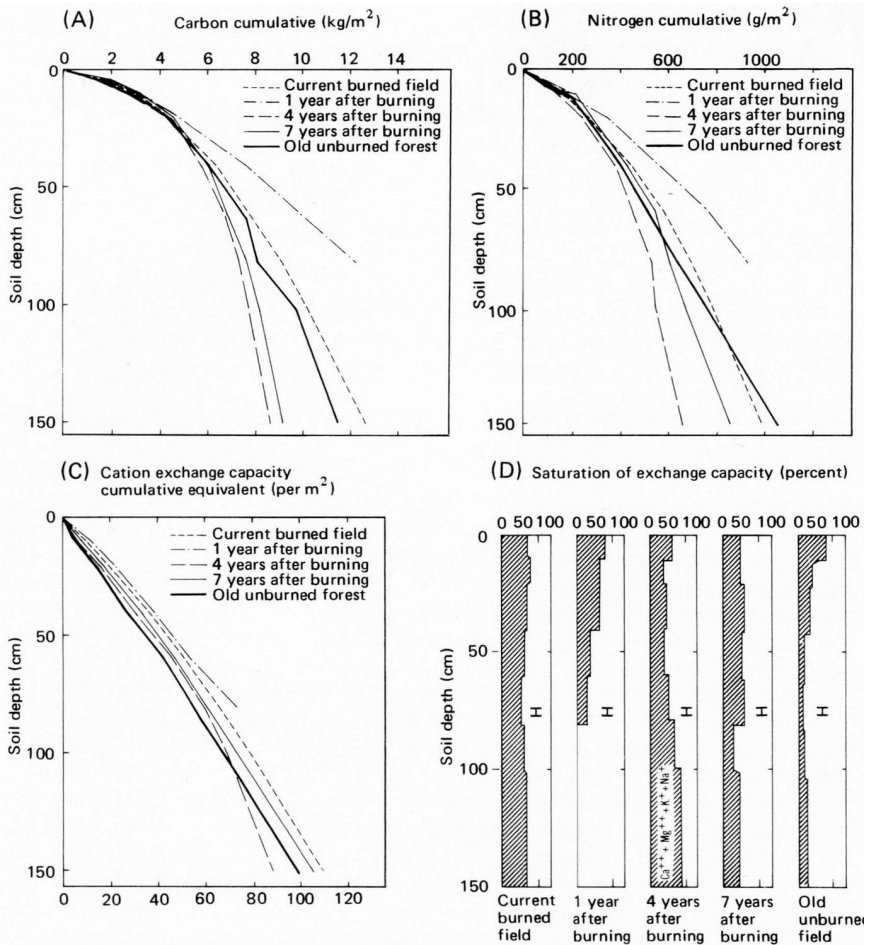 (A) Carbon cumulative (kg/m²)
0 2 4 6 8 10 12 14
Current burned field
1 year after burning
4 years after burning
7 years after burning
Old unburned forest
Soil depth (cm)
0
50
100
150
(B) Nitrogen cumulative (g/m²)
0 200 600 1000
Current burned field
1 year after burning
4 years after burning
7 years after burning
Old unburned forest
Soil depth (cm)
0
50
100
150
(C) Cation exchange capacity
cumulative equivalent (per m²)
Current burned field
1 year after burning
4 years after burning
7 years after burning
Old unburned forest
Soil depth (cm)
0
50
100
150
0 20 40 60 80 100 120
(D) Saturation of exchange capacity (percent)
0 50 100 0 50 100 0 50 100 0 50 100 0 50 100
Soil depth (cm)
0
50
100
150
H H H H H
Ca⁺⁺ + Mg⁺⁺ + K⁺ + Na⁺
Current
burned
field
1 year
after
burning
4 years
after
burning
7 years
after
burning
Old
unburned
field